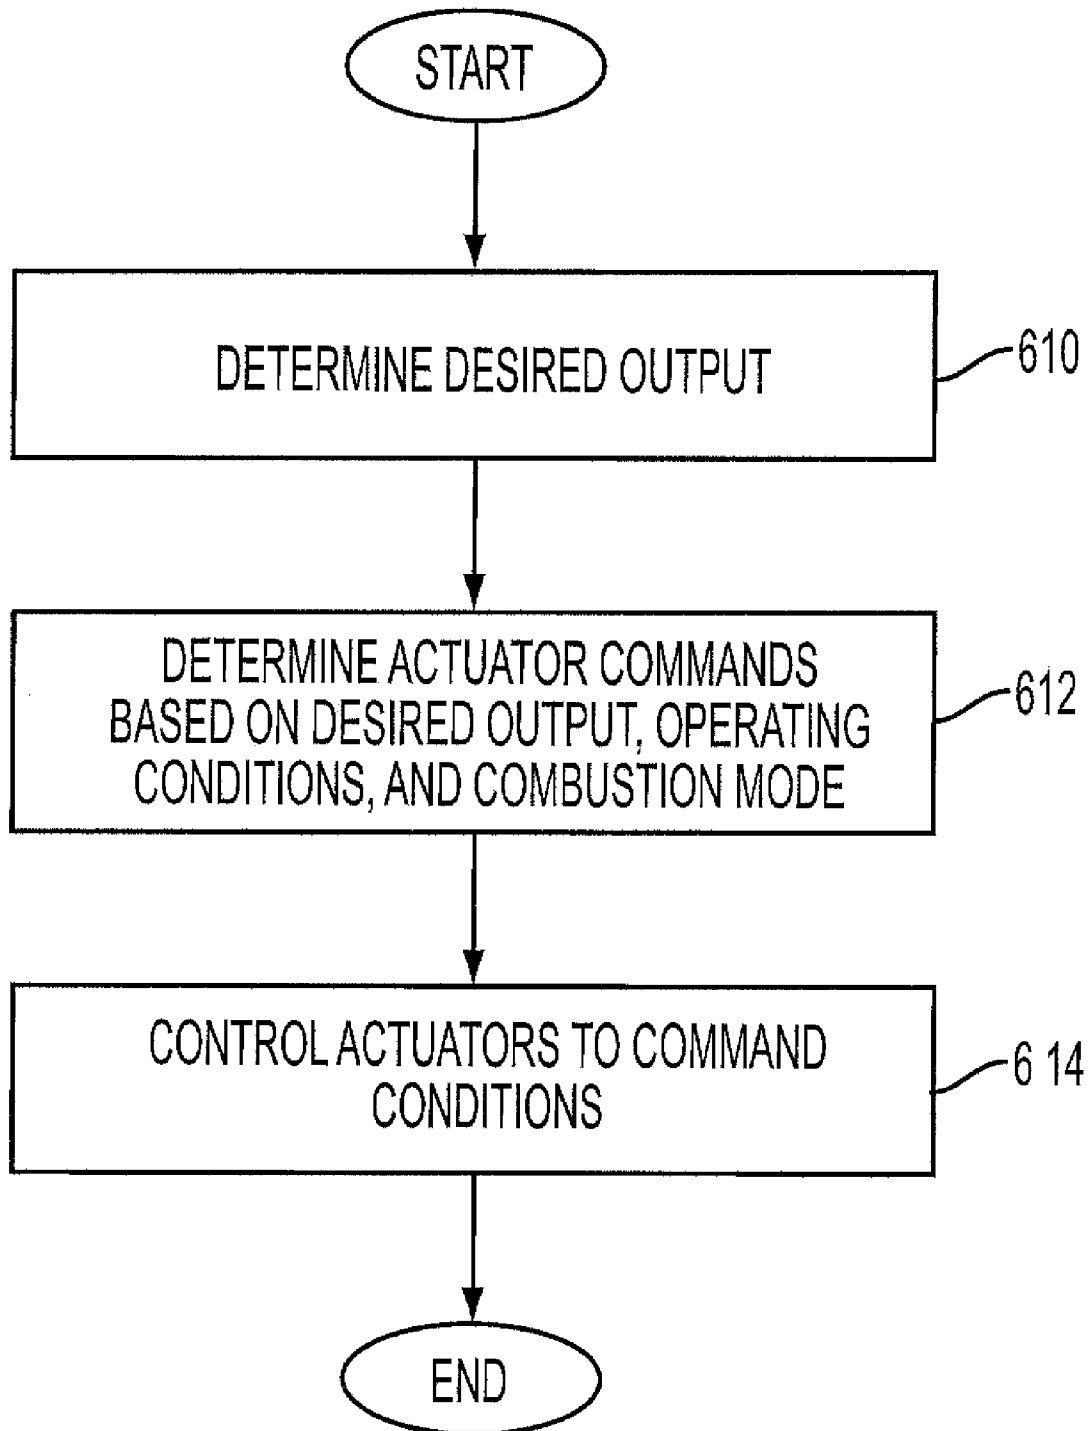 START
DETERMINE DESIRED OUTPUT
610
DETERMINE ACTUATOR COMMANDS
BASED ON DESIRED OUTPUT, OPERATING
CONDITIONS, AND COMBUSTION MODE
612
CONTROL ACTUATORS TO COMMAND
CONDITIONS
6 14
END